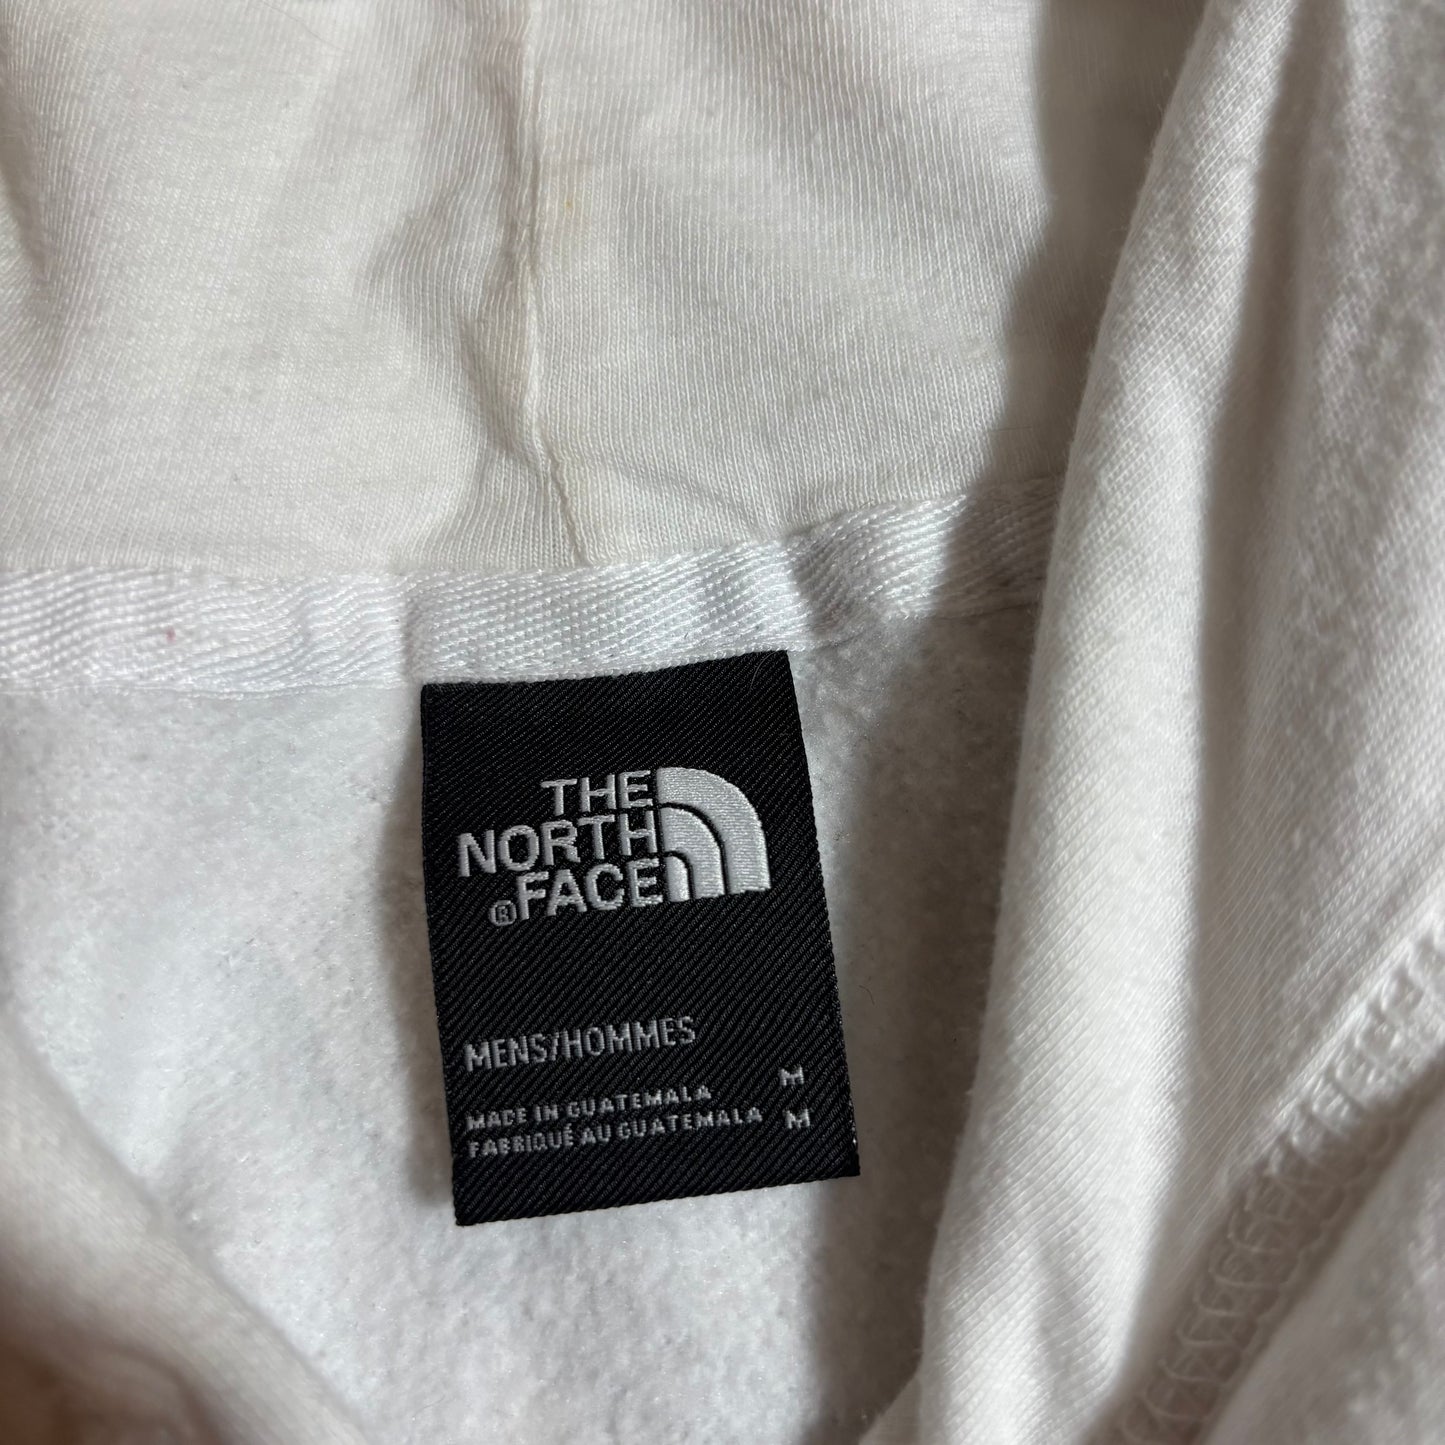 THE
NORTH
FACE
®
MENS/HOMMES
MADE IN GUATEMALA M
FABRIQUÉ AU GUATEMALA M